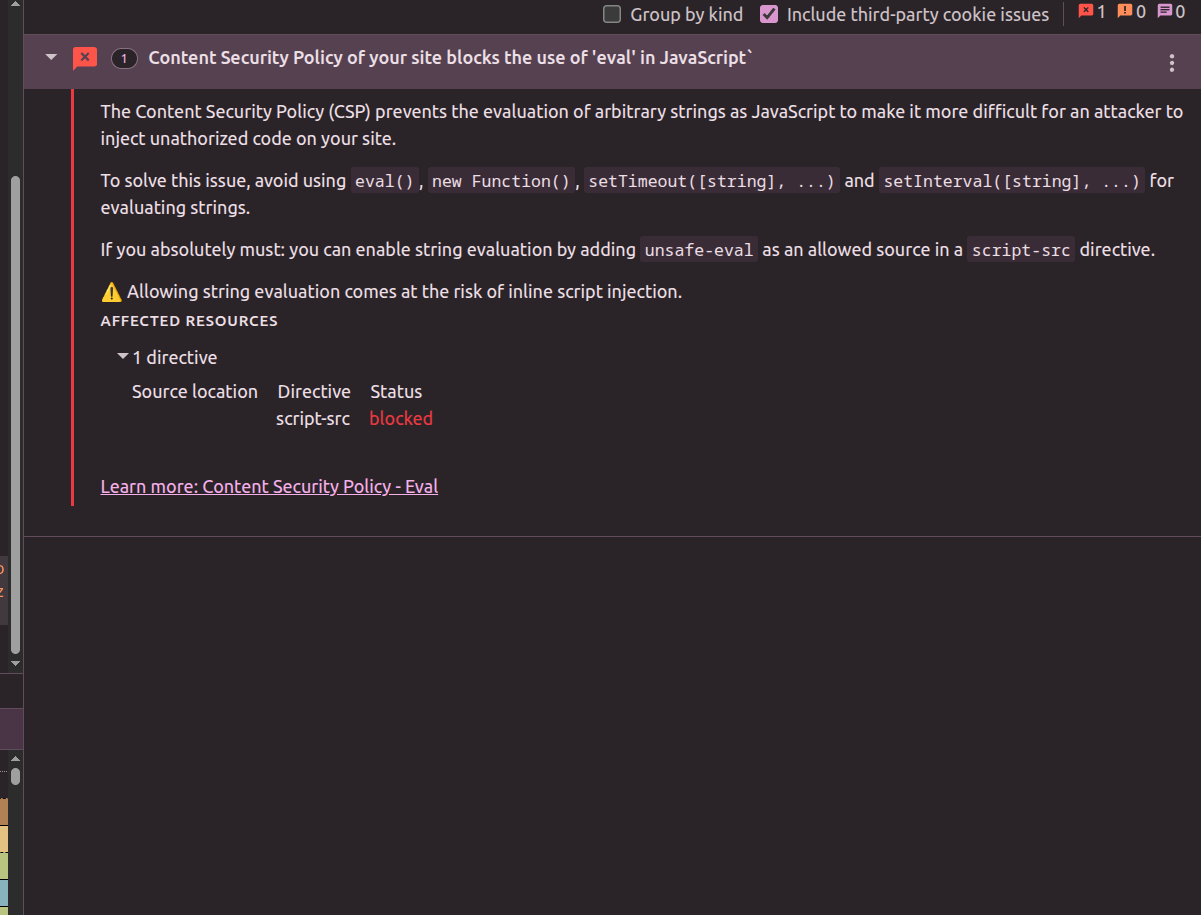 Group by kind Include third-party cookie issues 1 0 0
1 Content Security Policy of your site blocks the use of 'eval' in JavaScript`
The Content Security Policy (CSP) prevents the evaluation of arbitrary strings as JavaScript to make it more difficult for an attacker to
inject unathorized code on your site.
To solve this issue, avoid using eval(), new Function(), setTimeout([string], ...) and setInterval([string], ...) for
evaluating strings.
If you absolutely must: you can enable string evaluation by adding unsafe-eval as an allowed source in a script-src directive.
⚠️ Allowing string evaluation comes at the risk of inline script injection.
AFFECTED RESOURCES
1 directive
Source location Directive Status
script-src blocked
Learn more: Content Security Policy - Eval